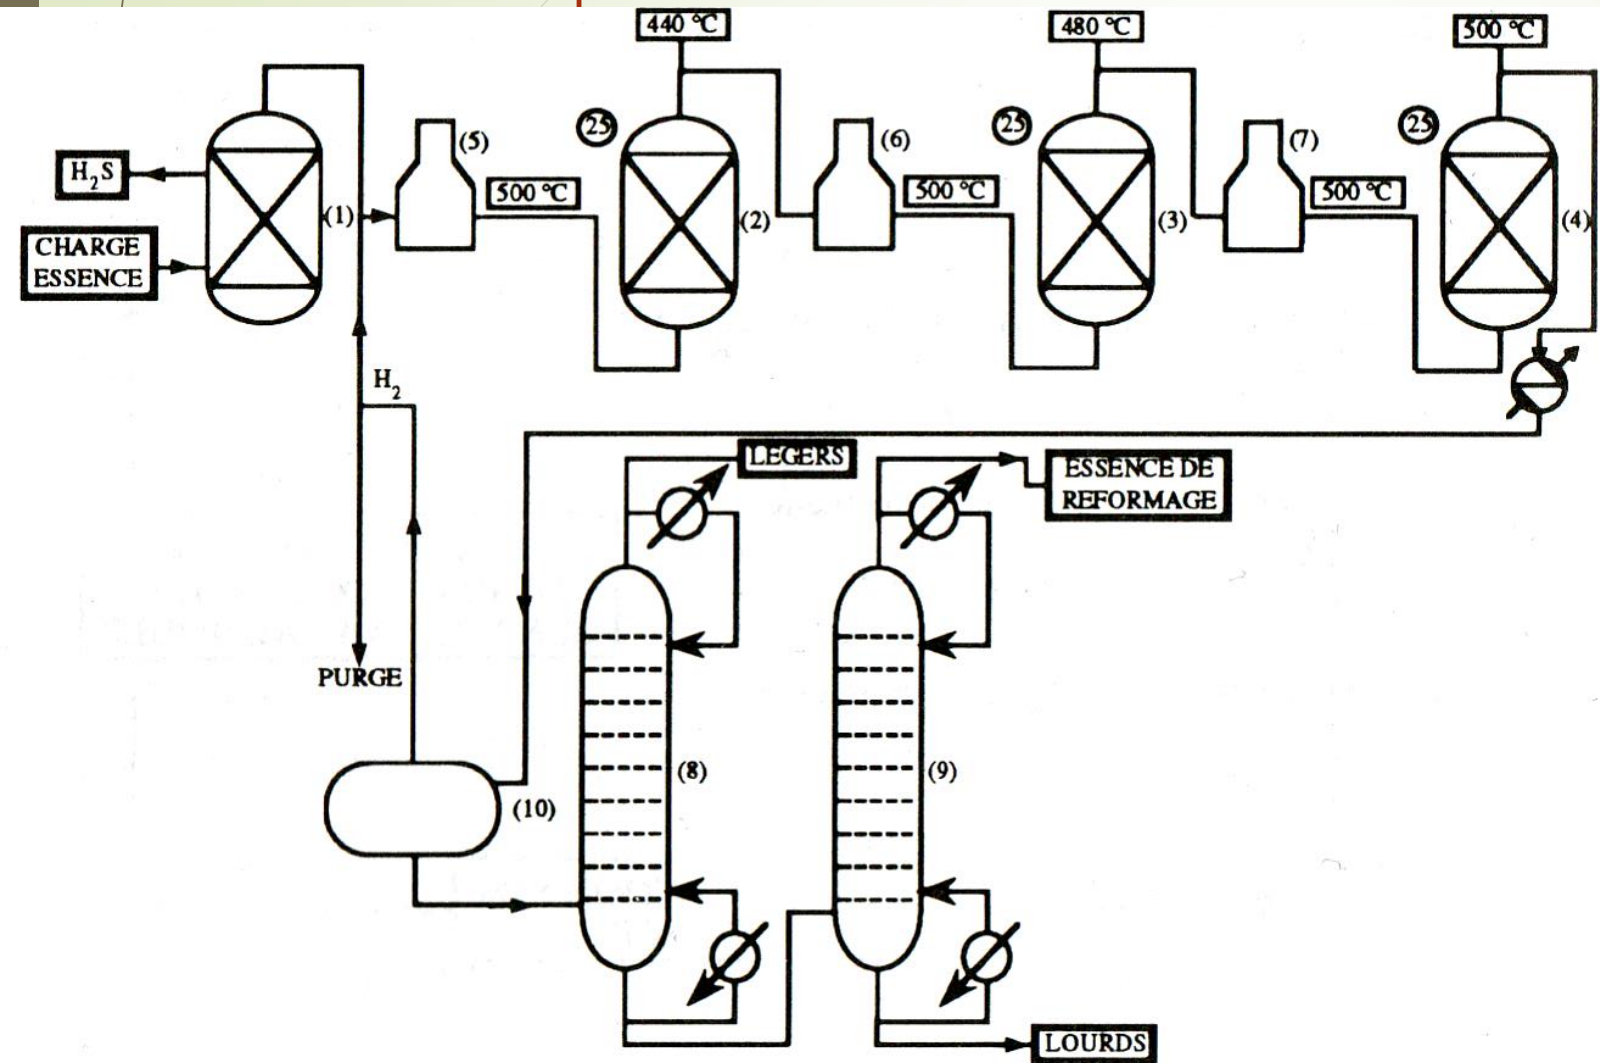 440 °C
480 °C
500 °C
25
25
25
(5)
(6)
(7)
H2S
500 °C
500 °C
500 °C
(1)
(2)
(3)
(4)
CHARGE
ESSENCE
H2
LEGERS
ESSENCE DE
REFORMAGE
PURGE
(8)
(9)
(10)
LOURDS